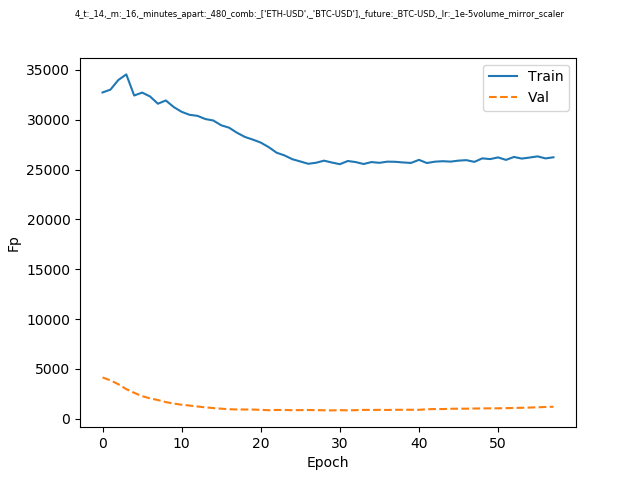 4_t:_14,_m:_16,_minutes_apart:_480_comb:_['ETH-USD',_'BTC-USD'],_future:_BTC-USD,_lr:_1e-5volume_mirror_scaler
Train
Val
35000
30000
25000
20000
15000
10000
5000
0
Fp
0 10 20 30 40 50
Epoch